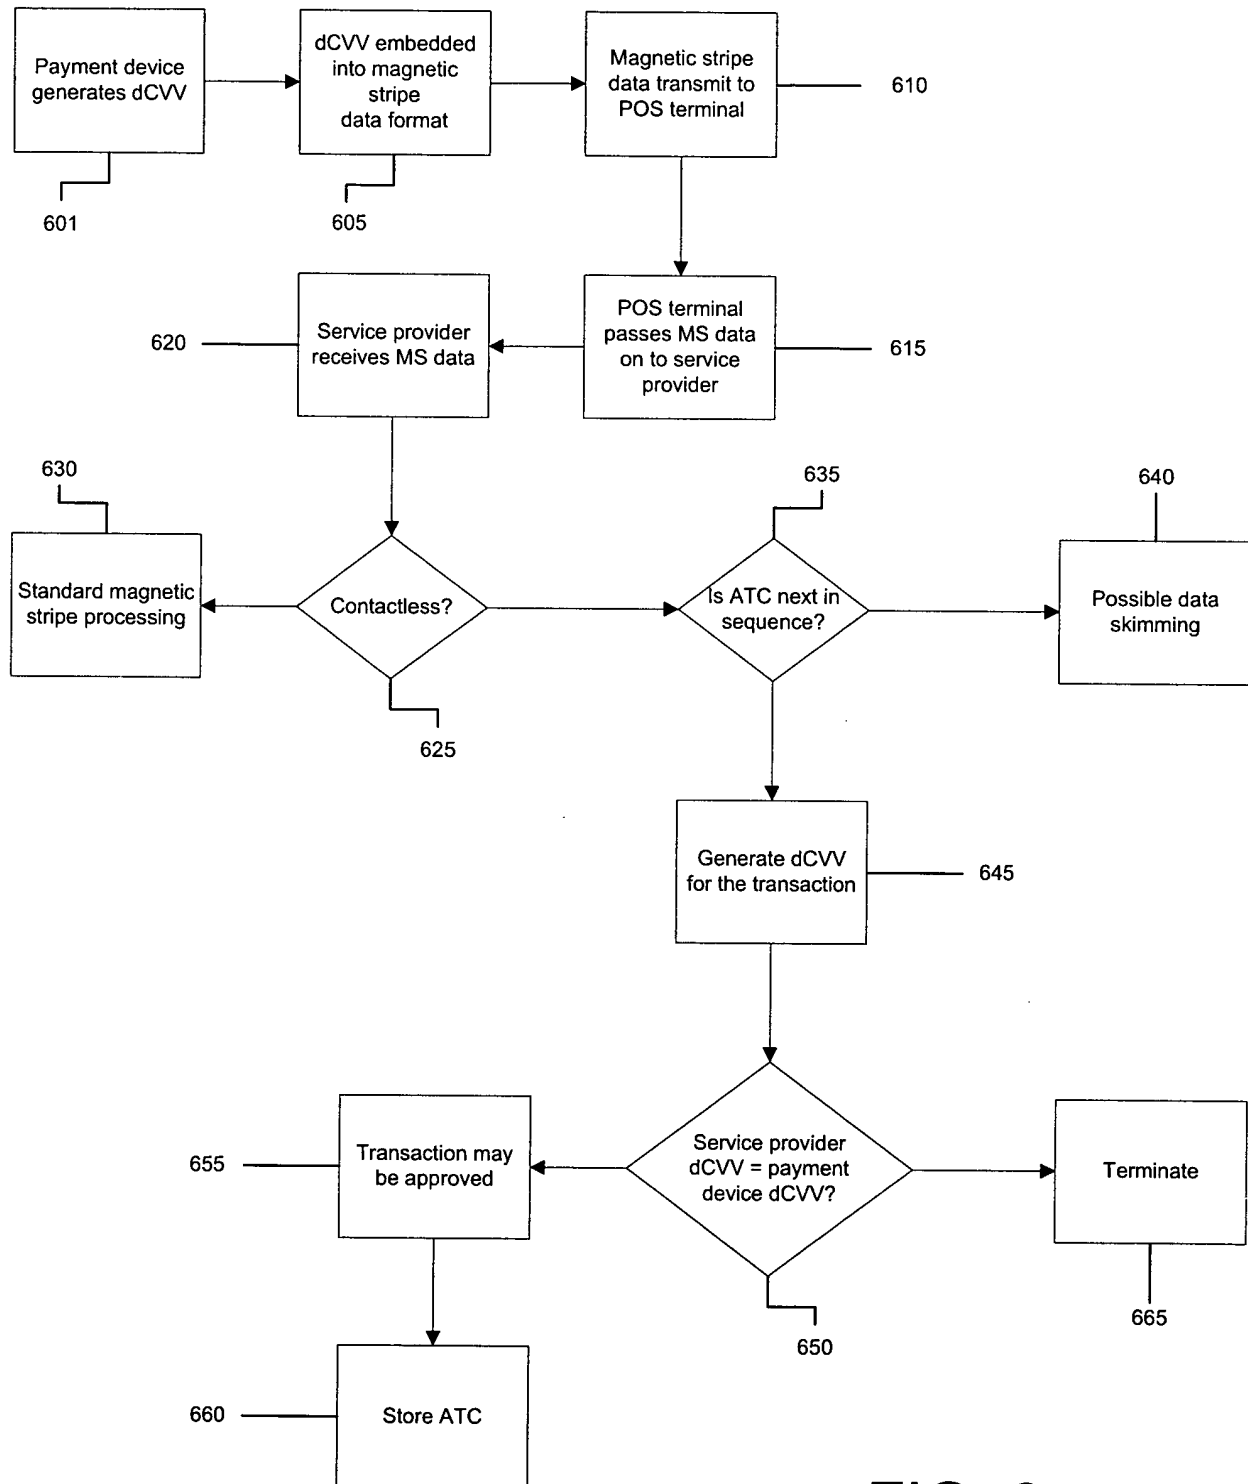 Payment device
generates dCVV
601
dCVV embedded
into magnetic
stripe
data format
605
Magnetic stripe
data transmit to
POS terminal
610
POS terminal
passes MS data
on to service
provider
615
Service provider
receives MS data
620
Contactless?
625
Standard magnetic
stripe processing
630
Is ATC next in
sequence?
635
Possible data
skimming
640
Generate dCVV
for the transaction
645
Service provider
dCVV = payment
device dCVV?
650
Transaction may
be approved
655
Store ATC
660
Terminate
665